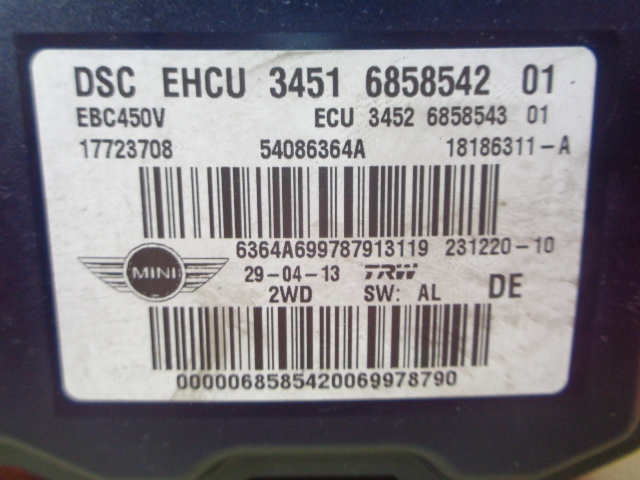 DSC EHCU 3451 6858542 01
EBC450V ECU 3452 6858543 01
17723708 54086364A 18186311-A
6364A699787913119 231220-10
MINI 29-04-13 TRW
2WD SW: AL DE
0000068585420069978790